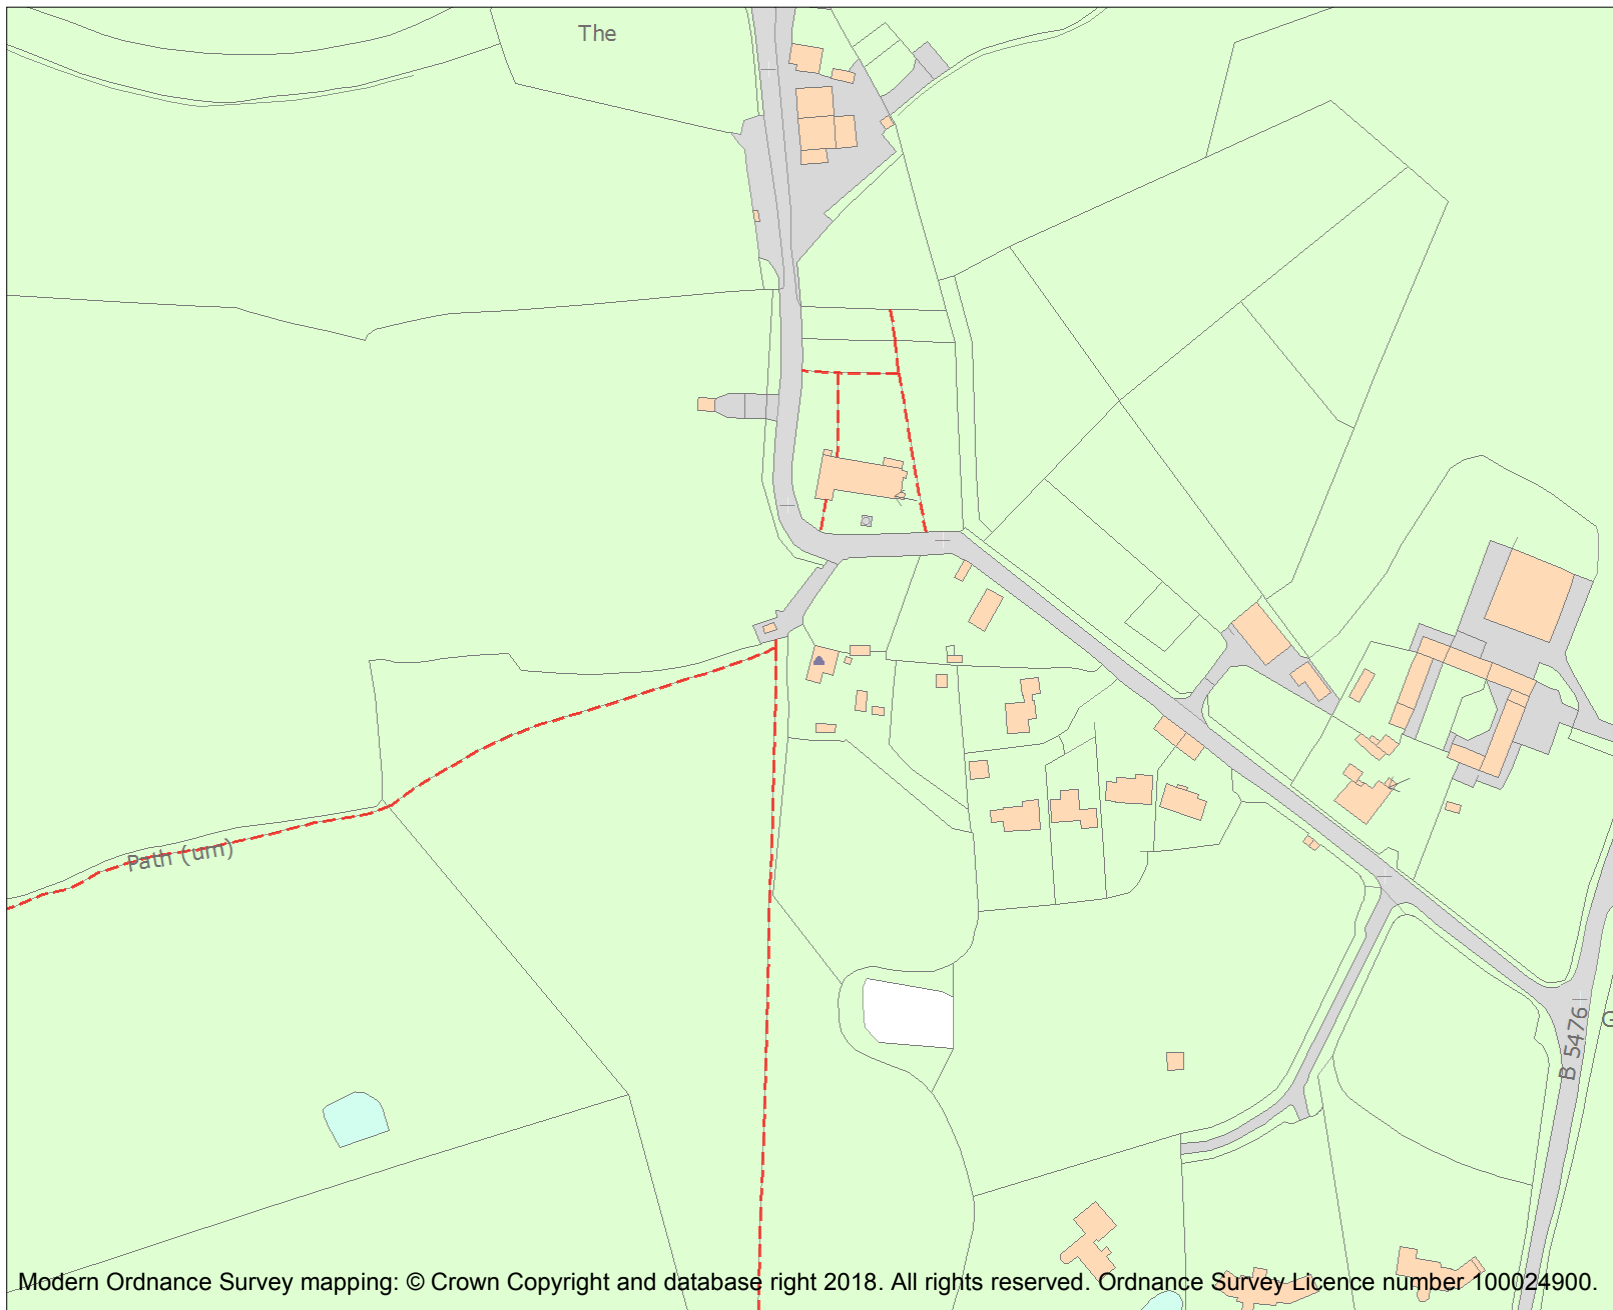 The
Path (um)
B 5476
G
Modern Ordnance Survey mapping: © Crown Copyright and database right 2018. All rights reserved. Ordnance Survey Licence number 100024900.